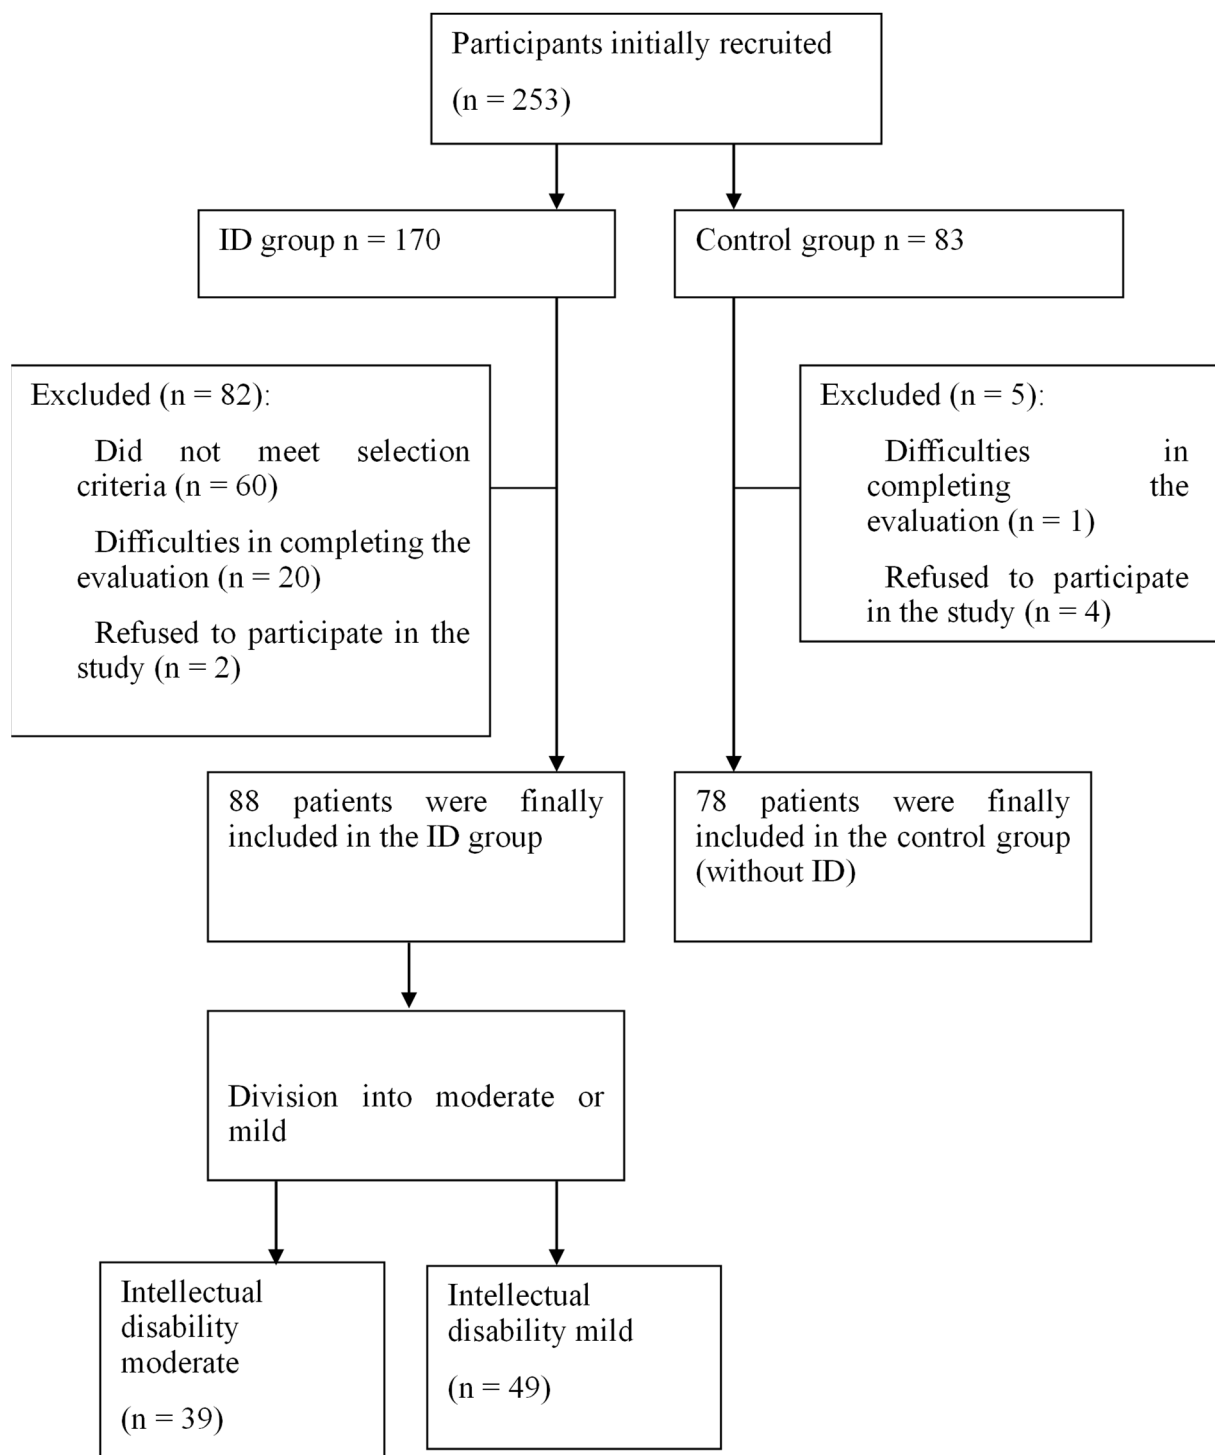 Participants initially recruited
(n = 253)
ID group n = 170
Control group n = 83
Excluded (n = 82):
Did not meet selection
criteria (n = 60)
Difficulties in completing the
evaluation (n = 20)
Refused to participate in the
study (n = 2)
Excluded (n = 5):
Difficulties in
completing the
evaluation (n = 1)
Refused to participate
in the study (n = 4)
88 patients were finally
included in the ID group
78 patients were finally
included in the control group
(without ID)
Division into moderate or
mild
Intellectual
disability
moderate
(n = 39)
Intellectual
disability mild
(n = 49)